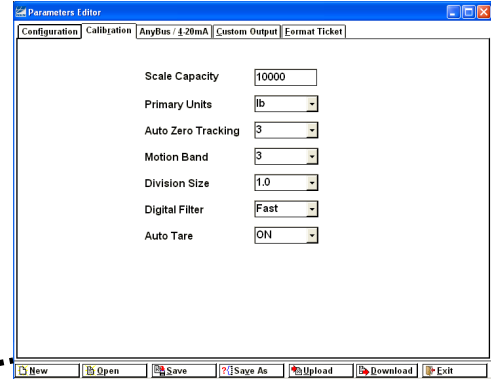 Parameters Editor
Configuration Calibration AnyBus / 4-20mA Custom Output Format Ticket
Scale Capacity 10000
Primary Units lb
Auto Zero Tracking 3
Motion Band 3
Division Size 1.0
Digital Filter Fast
Auto Tare ON
New Open Save Save As Upload Download Exit